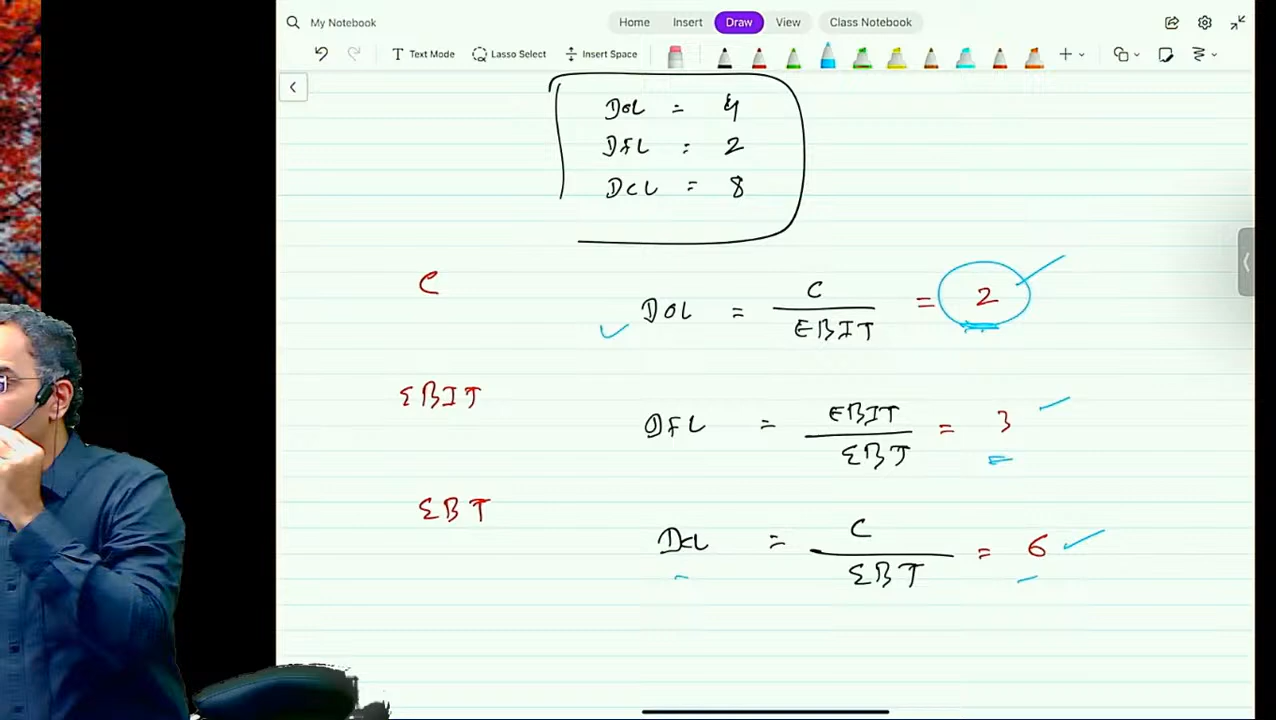 My Notebook
Home Insert Draw View Class Notebook
Text Mode Lasso Select Insert Space
DOL = 4
DFL = 2
DCL = 8
C
DOL = C / EBIT = 2
EBIT
DFL = EBIT / EBT = 3
EBT
DCL = C / EBT = 6